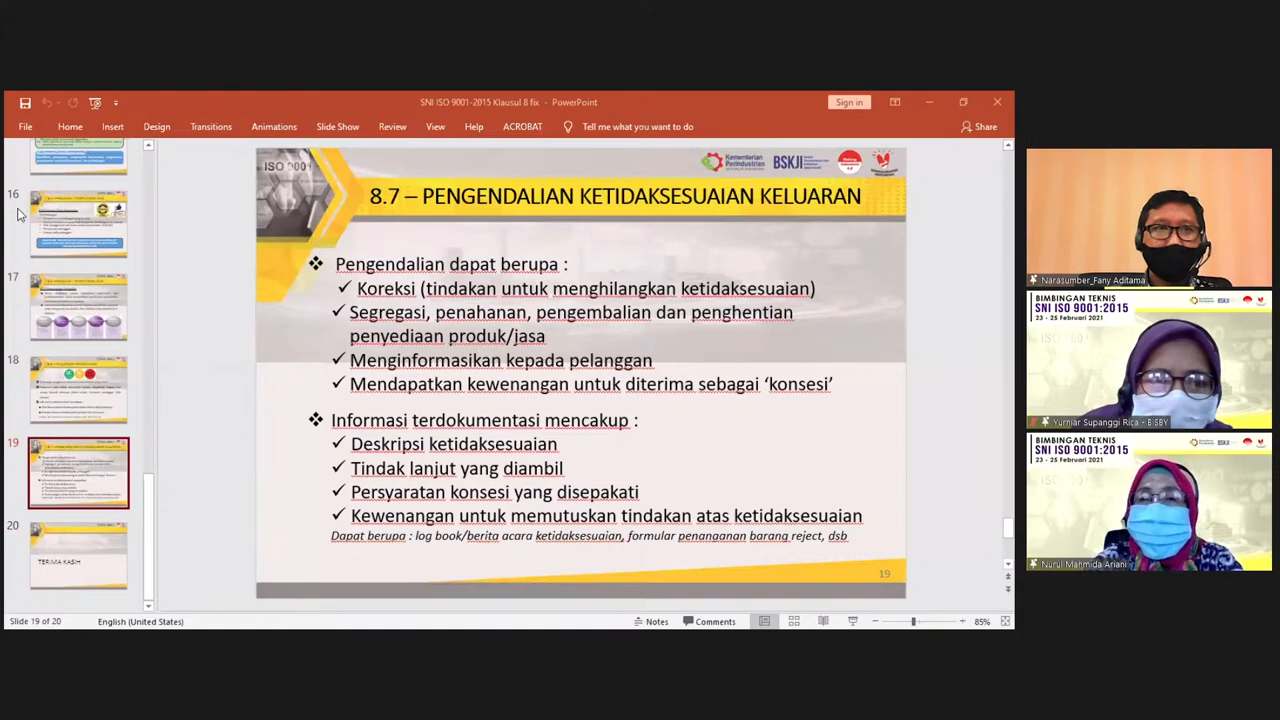 SNI ISO 9001-2015 Klausul 8 fix - PowerPoint
Sign in
File Home Insert Design Transitions Animations Slide Show Review View Help ACROBAT Tell me what you want to do
Share
16
17
18
19
20
TERIMA KASIH
ISO 9001
Kementerian
Perindustrian
BSKJI
8.7 – PENGENDALIAN KETIDAKSESUAIAN KELUARAN
Pengendalian dapat berupa :
tindakan untuk menghilangkan ketidaksesuaian)
Segregasi, penahanan, pengembalian dan penghentian
penyediaan produk/jasa
Menginformasikan kepada pelanggan
Mendapatkan kewenangan untuk diterima sebagai ‘konsesi’
Informasi terdokumentasi mencakup :
Deskripsi ketidaksesuaian
Tindak lanjut yang diambil
Persyaratan konsesi yang disepakati
Kewenangan untuk memutuskan tindakan atas ketidaksesuaian
Dapat berupa : log book/berita acara ketidaksesuaian, formular penanganan barang reject, dsb
19
Slide 19 of 20
English (United States)
Notes
Comments
85%
Narasumber_Fany Aditama
BIMBINGAN TEKNIS
SNI ISO 9001:2015
23 - 25 Februari 2021
Yurniar Supanggi Rica - BISBY
BIMBINGAN TEKNIS
SNI ISO 9001:2015
23 - 25 Februari 2021
Nurul Mahmida Ariani